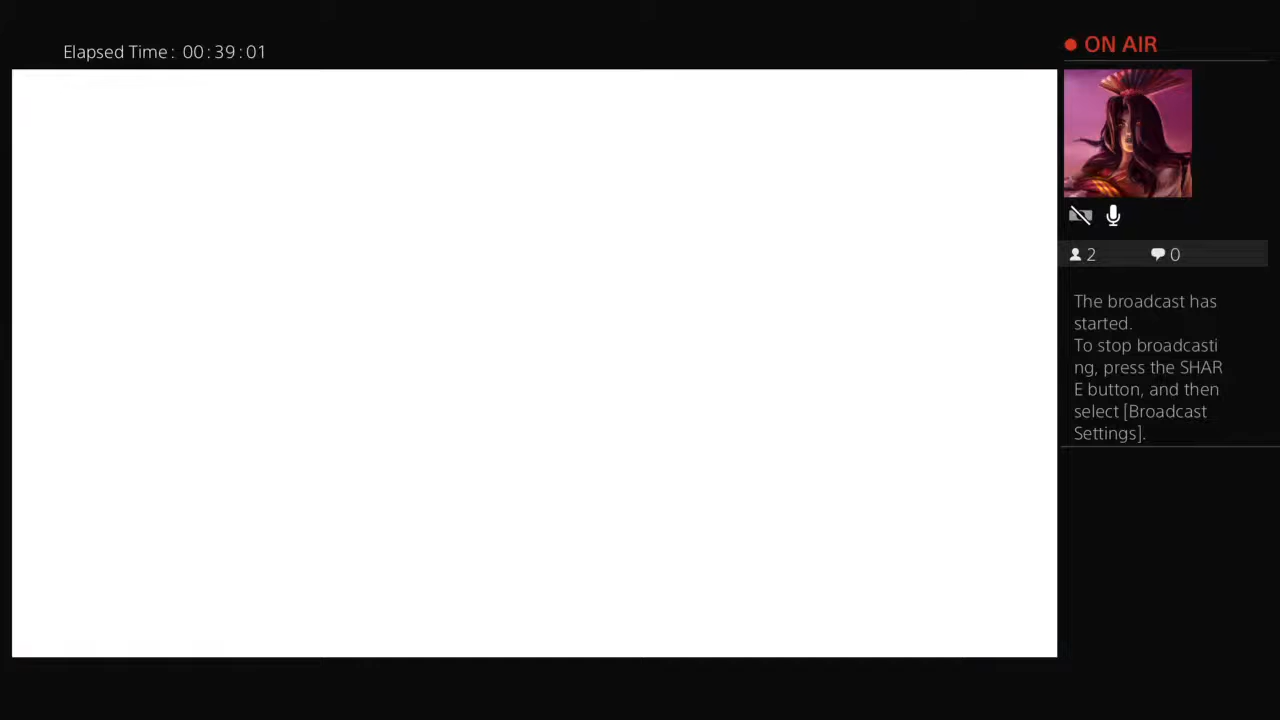 Elapsed Time: 00:39:01
ON AIR
2 0
The broadcast has
started.
To stop broadcasti
ng, press the SHAR
E button, and then
select [Broadcast
Settings].